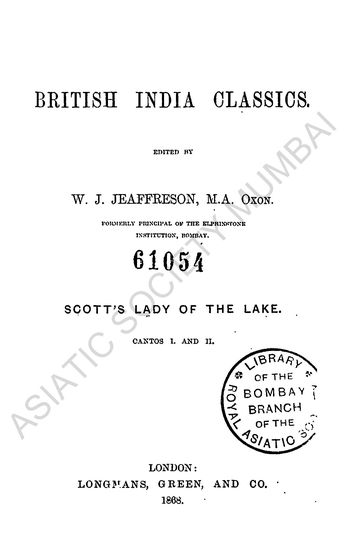 BRITISH INDIA CLASSICS.
EDITED BY
W. J. JEAFFRESON, M.A. OXON.
FORMERLY PRINCIPAL OF THE ELPHINSTONE
INSTITUTION, BOMBAY.
61054
SCOTT'S LADY OF THE LAKE.
CANTOS I. AND II.
LIBRARY
OF THE
BOMBAY
BRANCH
OF THE
ROYAL ASIATIC
LONDON:
LONGMANS, GREEN, AND CO.
1868.
ASIATIC SOCIETY MUMBAI